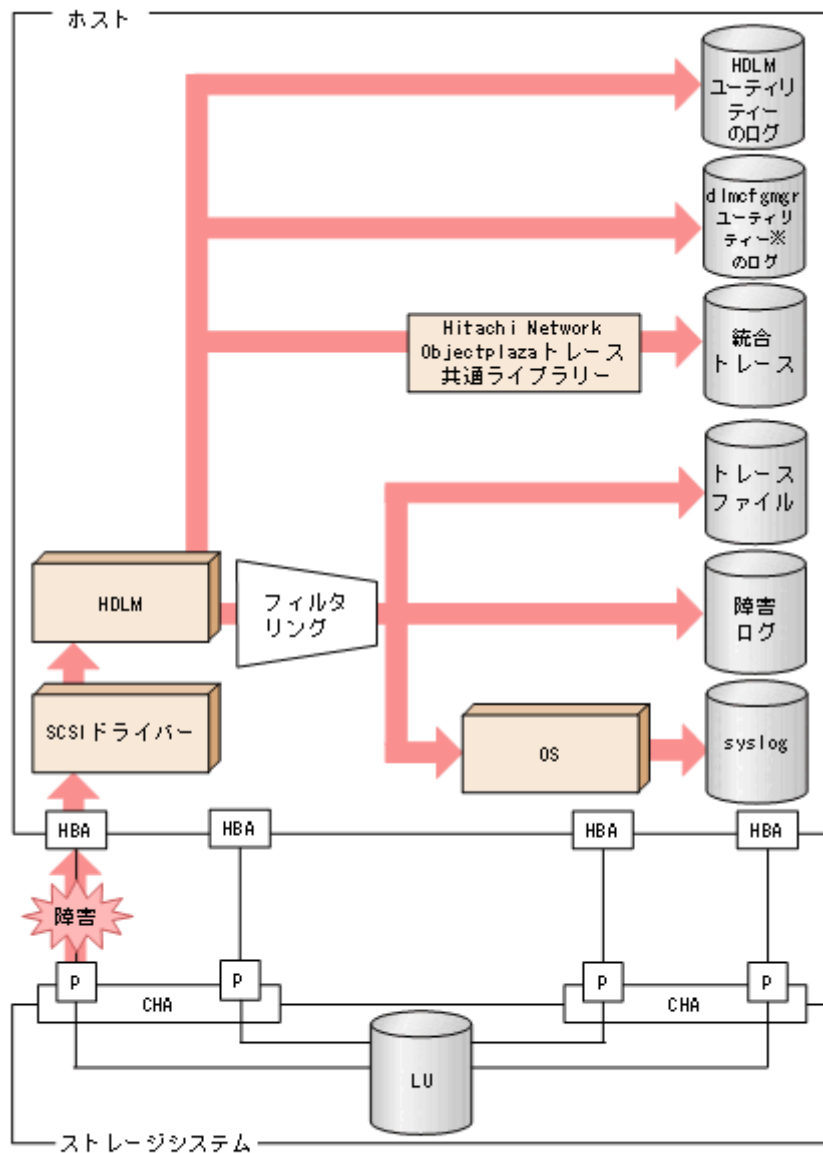 ホスト
HDLM
ユーティリ
ティー
のログ
dlmcfgmgr
ユーティリ
ティー※
のログ
Hitachi Network
Objectplazaトレース
共通ライブラリー
統合
トレース
トレース
ファイル
HDLM
フィルタ
リング
障害
ログ
SCSIドライバー
OS
syslog
HBA
HBA
HBA
HBA
障害
P
P
P
P
CHA
CHA
LU
ストレージシステム